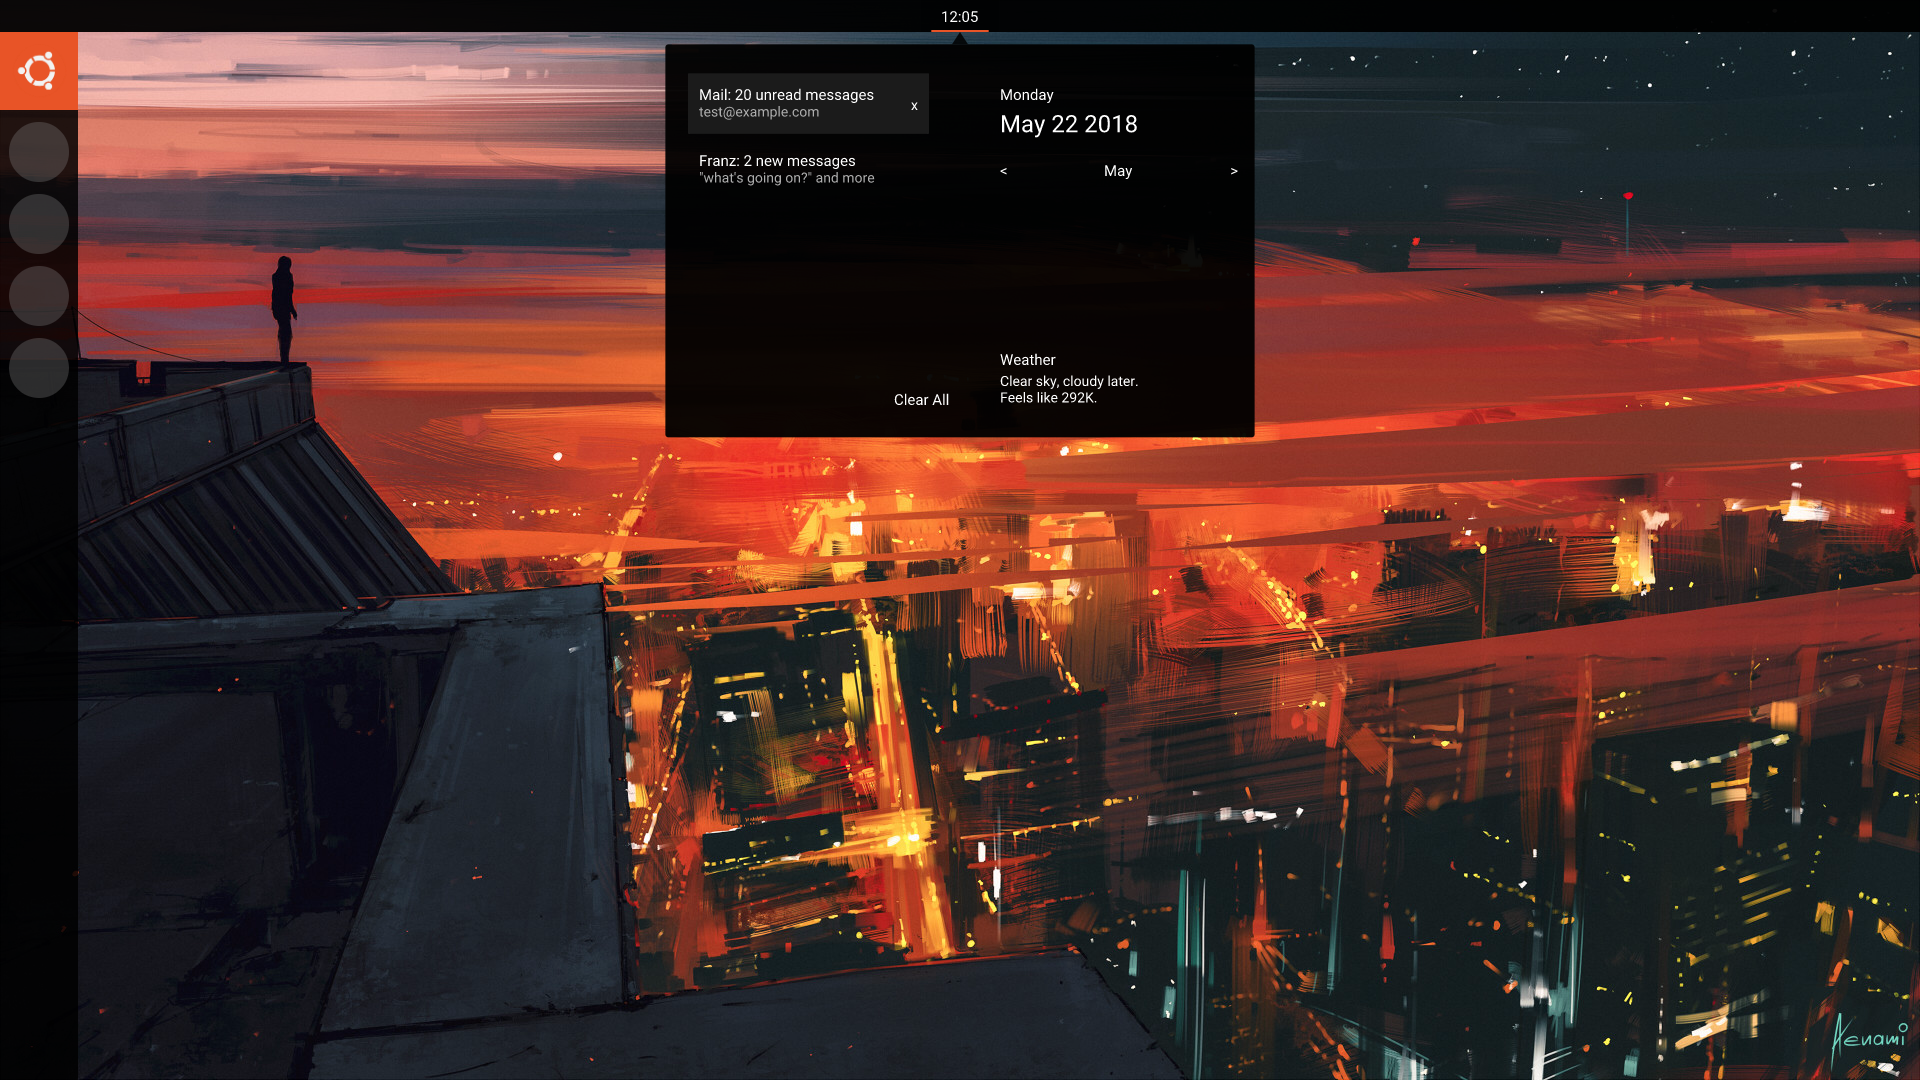 12:05
Mail: 20 unread messages
test@example.com
x
Franz: 2 new messages
"what's going on?" and more
Clear All
Monday
May 22 2018
< May >
Weather
Clear sky, cloudy later.
Feels like 292K.
Aenami